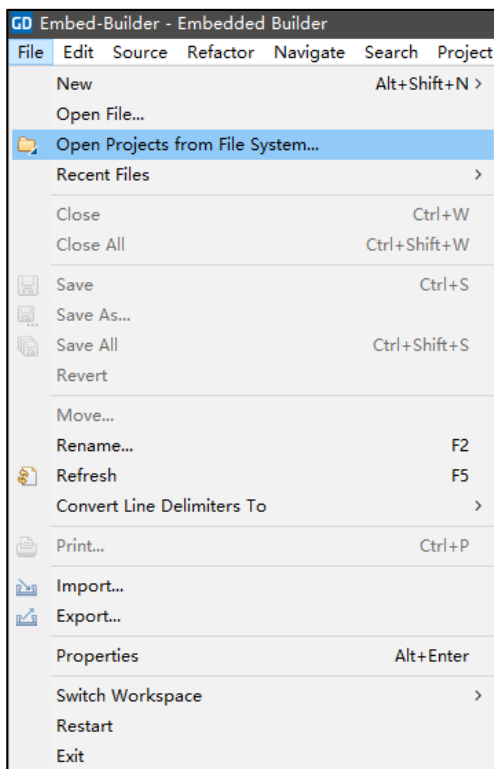 GD Embed-Builder - Embedded Builder
File Edit Source Refactor Navigate Search Project
New Alt+Shift+N >
Open File...
Open Projects from File System...
Recent Files >
Close Ctrl+W
Close All Ctrl+Shift+W
Save Ctrl+S
Save As...
Save All Ctrl+Shift+S
Revert
Move...
Rename... F2
Refresh F5
Convert Line Delimiters To >
Print... Ctrl+P
Import...
Export...
Properties Alt+Enter
Switch Workspace >
Restart
Exit